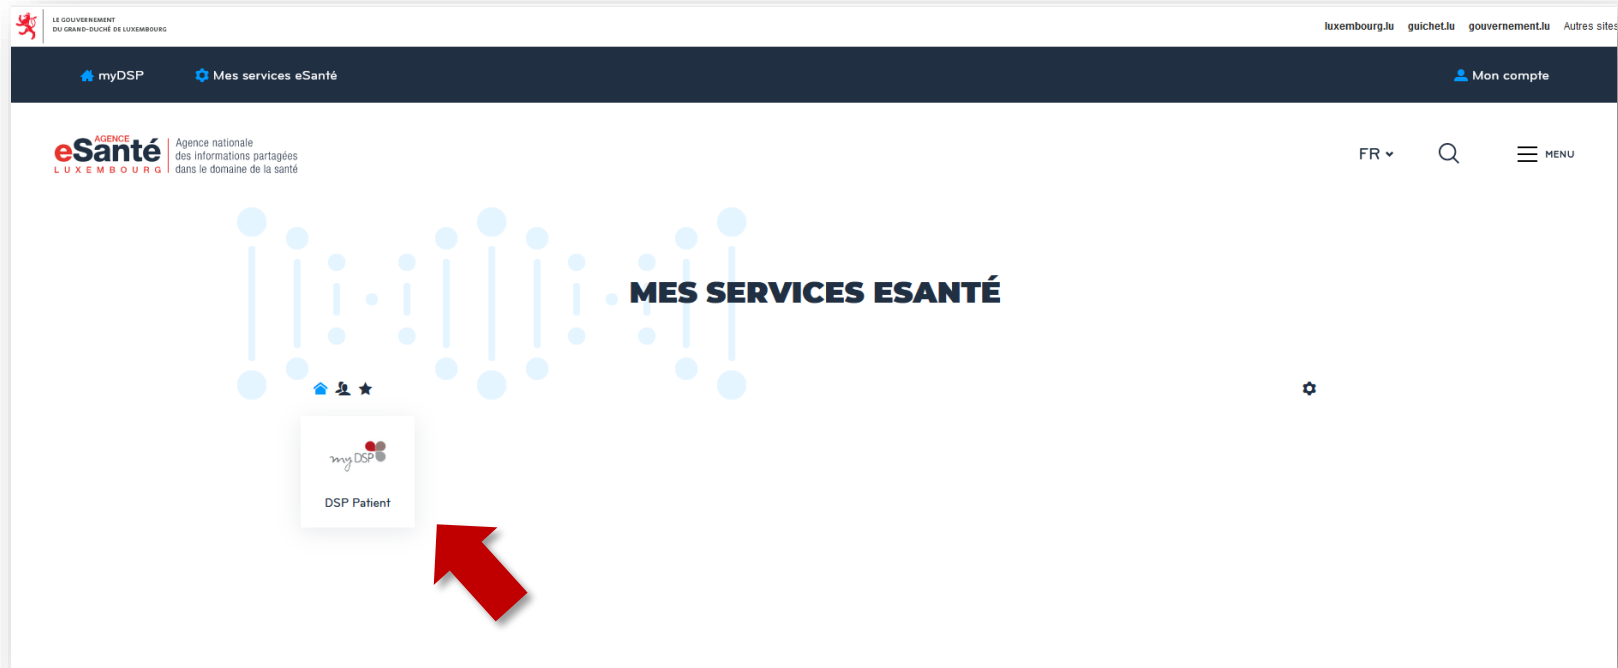 LE GOUVERNEMENT
DU GRAND-DUCHÉ DE LUXEMBOURG
luxembourg.lu guichet.lu gouvernement.lu Autres sites
myDSP Mes services eSanté Mon compte
AGENCE
eSanté
LUXEMBOURG
Agence nationale
des informations partagées
dans le domaine de la santé
FR MENU
MES SERVICES ESANTÉ
my DSP
DSP Patient